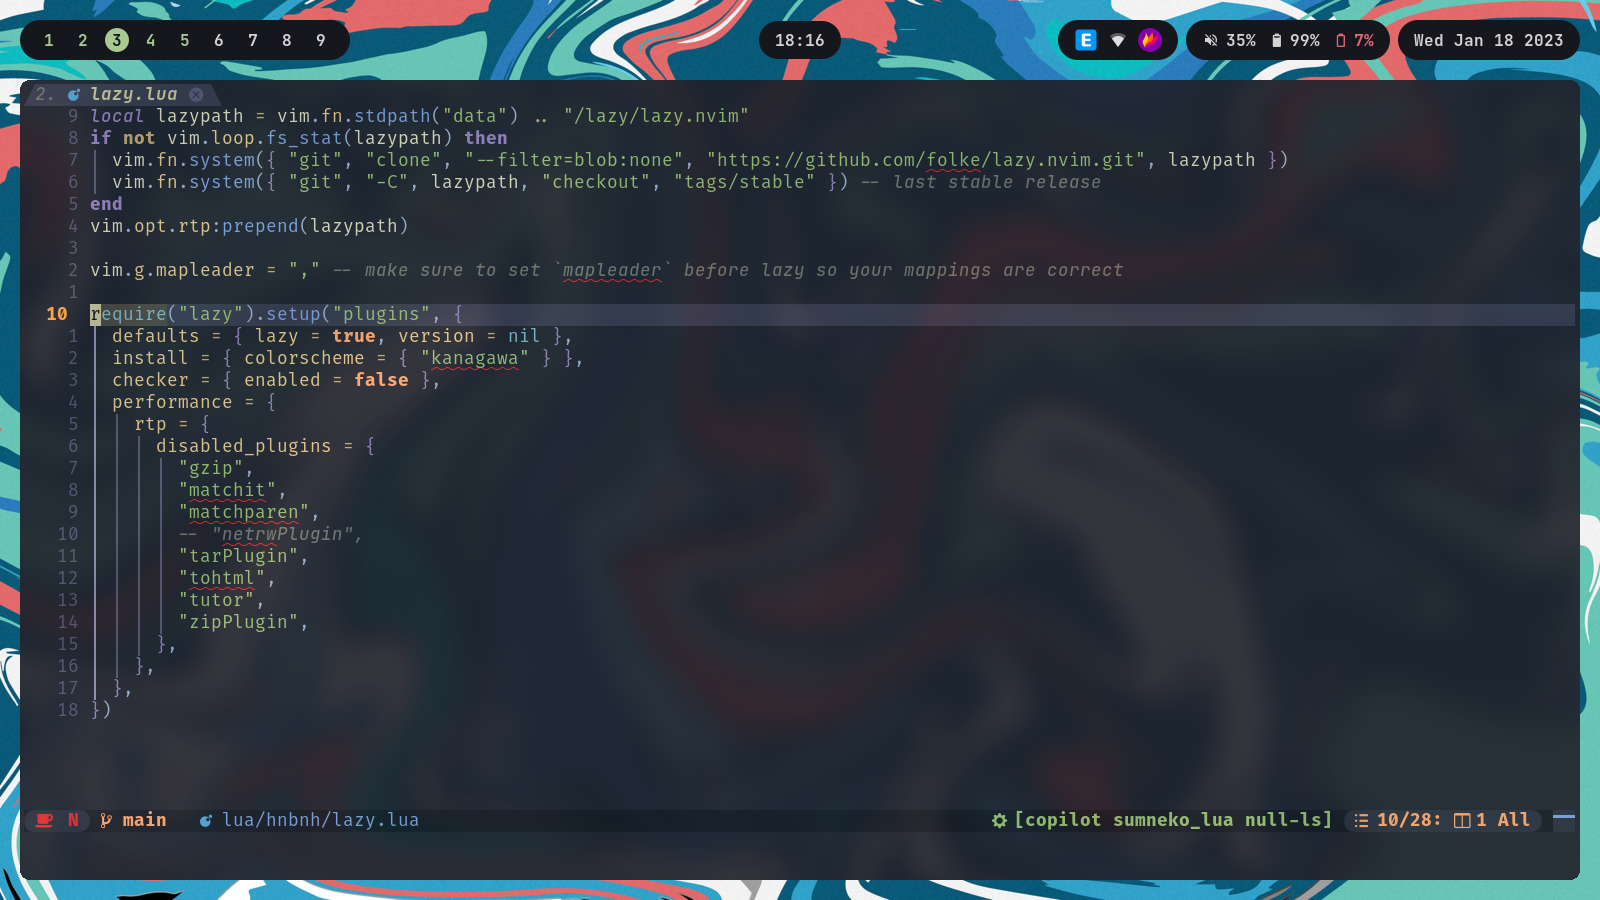 1 2 3 4 5 6 7 8 9
18:16
E 35% 99% 7%
Wed Jan 18 2023
2. lazy.lua
9 local lazypath = vim.fn.stdpath("data") .. "/lazy/lazy.nvim"
8 if not vim.loop.fs_stat(lazypath) then
7 vim.fn.system({ "git", "clone", "--filter=blob:none", "https://github.com/folke/lazy.nvim.git", lazypath })
6 vim.fn.system({ "git", "-C", lazypath, "checkout", "tags/stable" }) -- last stable release
5 end
4 vim.opt.rtp:prepend(lazypath)
3
2 vim.g.mapleader = "," -- make sure to set `mapleader` before lazy so your mappings are correct
1
10 require("lazy").setup("plugins", {
1 defaults = { lazy = true, version = nil },
2 install = { colorscheme = { "kanagawa" } },
3 checker = { enabled = false },
4 performance = {
5 rtp = {
6 disabled_plugins = {
7 "gzip",
8 "matchit",
9 "matchparen",
10 -- "netrwPlugin",
11 "tarPlugin",
12 "tohtml",
13 "tutor",
14 "zipPlugin",
15 },
16 },
17 },
18 })
N main lua/hnbnh/lazy.lua [copilot sumneko_lua null-ls] 10/28: 1 All